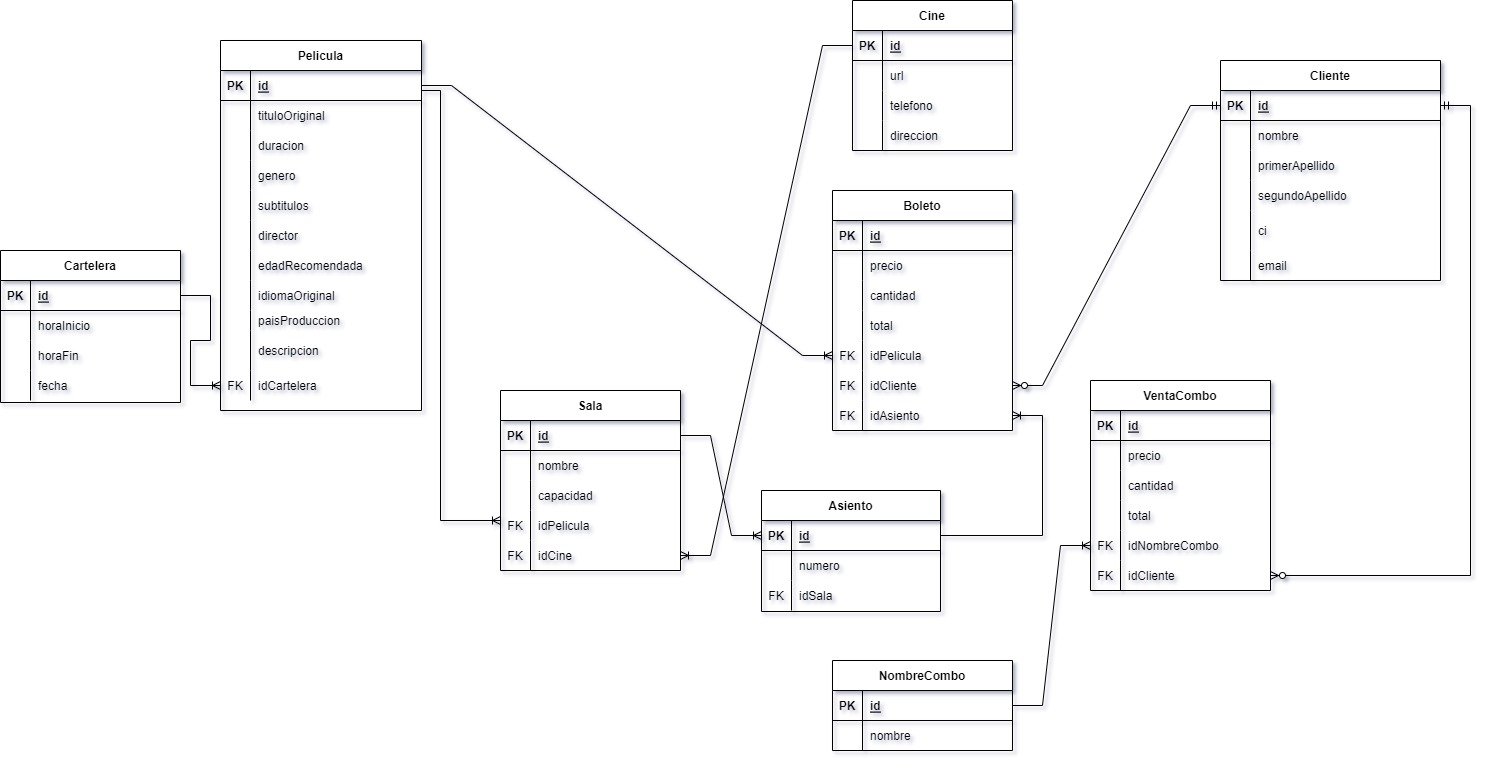 Cine
PK id
url
telefono
direccion
Pelicula
PK id
tituloOriginal
duracion
genero
subtitulos
director
edadRecomendada
idiomaOriginal
paisProduccion
descripcion
FK idCartelera
Cliente
PK id
nombre
primerApellido
segundoApellido
ci
email
Boleto
PK id
precio
cantidad
total
FK idPelicula
FK idCliente
FK idAsiento
Cartelera
PK id
horaInicio
horaFin
fecha
Sala
PK id
nombre
capacidad
FK idPelicula
FK idCine
VentaCombo
PK id
precio
cantidad
total
FK idNombreCombo
FK idCliente
Asiento
PK id
numero
FK idSala
NombreCombo
PK id
nombre